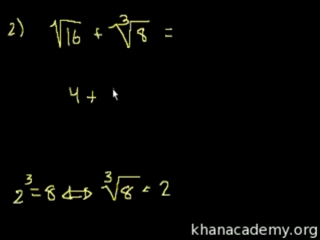 2) √16 + ∛8 =
4 +
2³ = 8 ⟺ ∛8 = 2
khanacademy.org